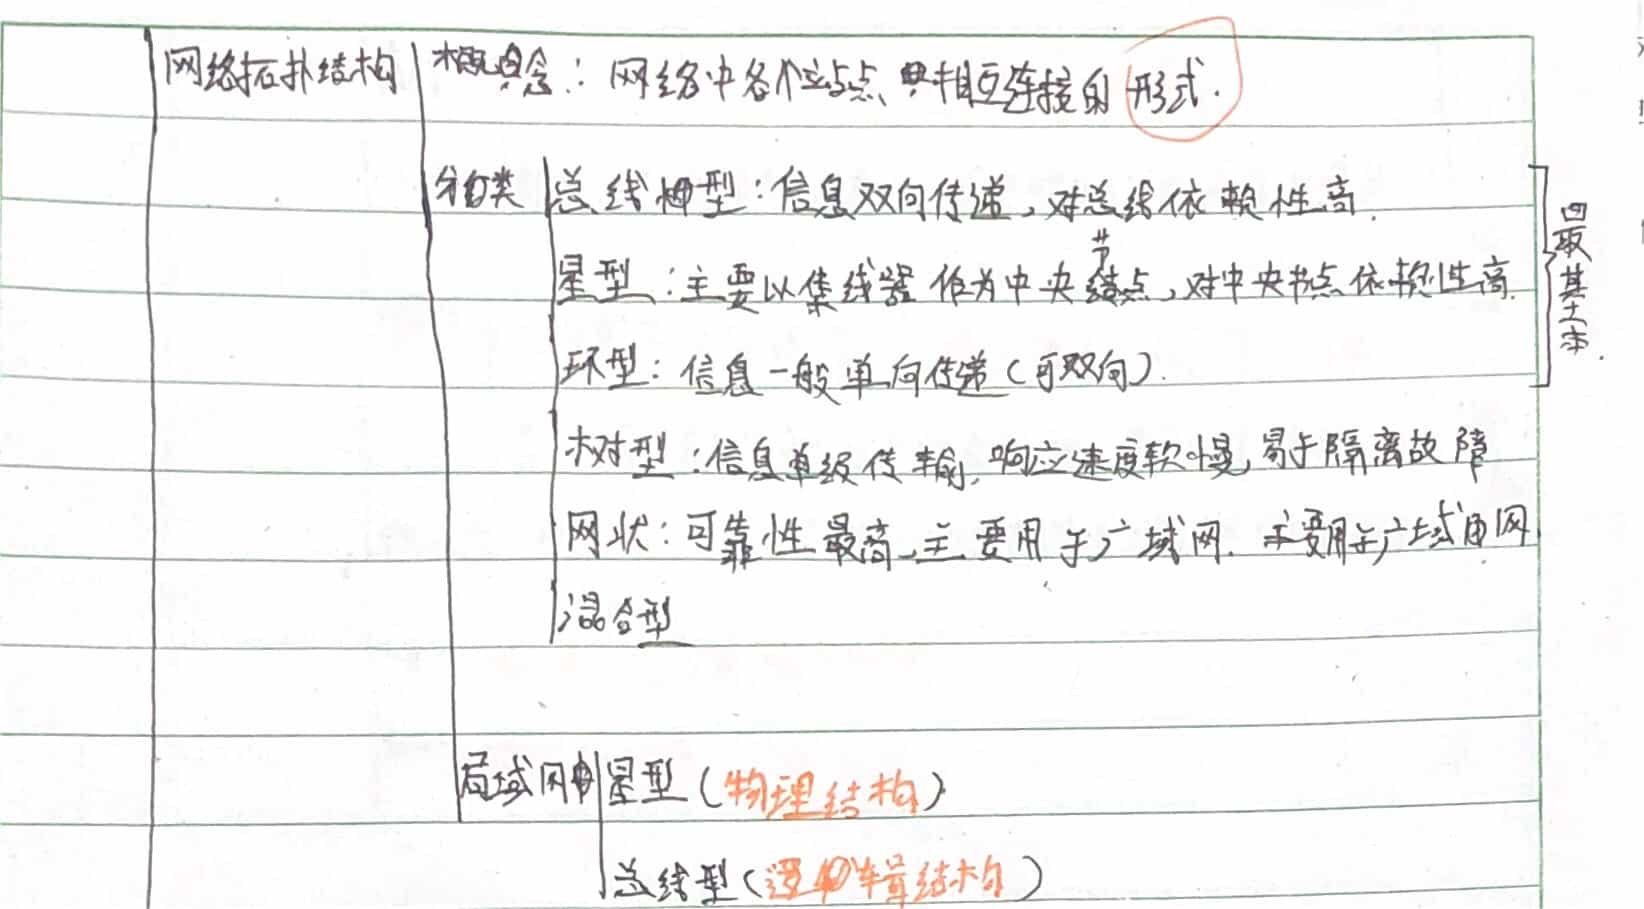 网络拓扑结构 概念：网络中各个站点相互连接的形式.
分类 总线型：信息双向传递，对总线依赖性高.
节
星型：主要以集线器作为中央结点，对中央节点依赖性高.
环型：信息一般单向传递（可双向）.
树型：信息单级传输，响应速度软慢，易于隔离故障
网状：可靠性最高，主要用于广域网. 主要用于广域网
混合型
最基本.
局域网中 星型（物理结构）
总线型（逻辑结构）